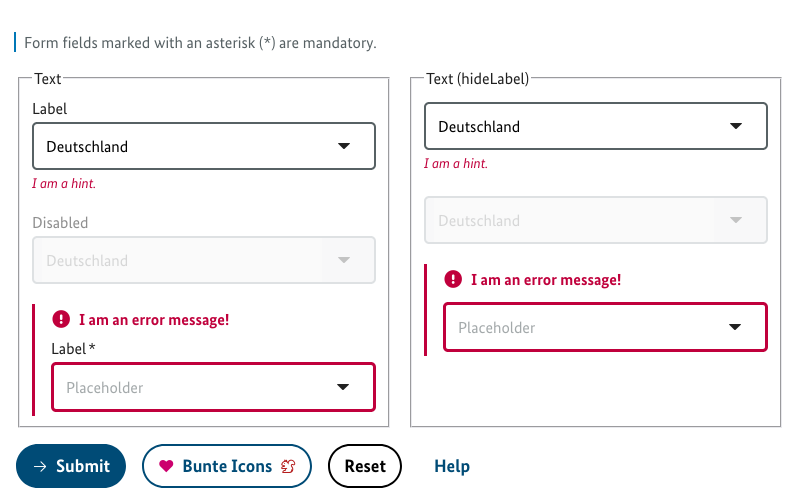 Form fields marked with an asterisk (*) are mandatory.
Text
Label
Deutschland
I am a hint.
Disabled
Deutschland
I am an error message!
Label *
Placeholder
Text (hideLabel)
Deutschland
I am a hint.
Deutschland
I am an error message!
Placeholder
Submit
Bunte Icons
Reset
Help